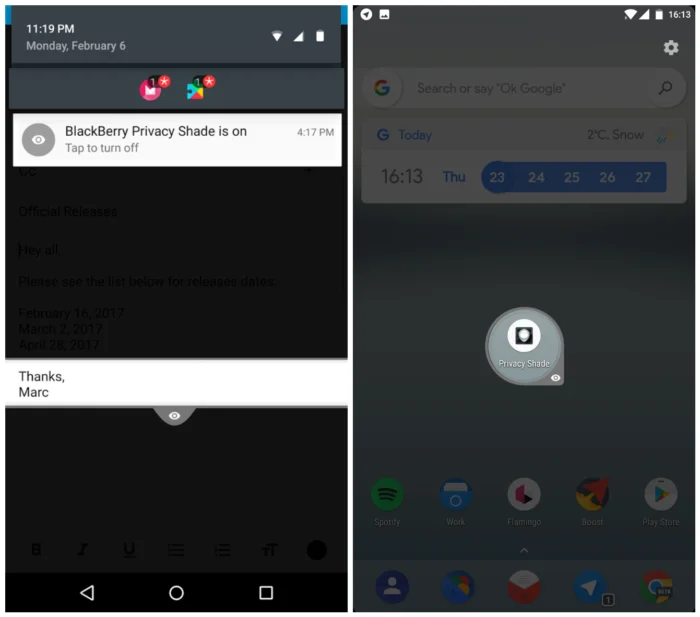 11:19 PM
Monday, February 6
1
1
BlackBerry Privacy Shade is on
4:17 PM
Tap to turn off
Cc
Official Releases
Hey all,
Please see the list below for releases dates:
February 16, 2017
March 2, 2017
April 28, 2017
Thanks,
Marc
B I U
16:13
G Search or say "Ok Google"
G Today
2°C, Snow
16:13 Thu 23 24 25 26 27
Privacy Shade
Spotify Work Flamingo Boost Play Store
1
BETA